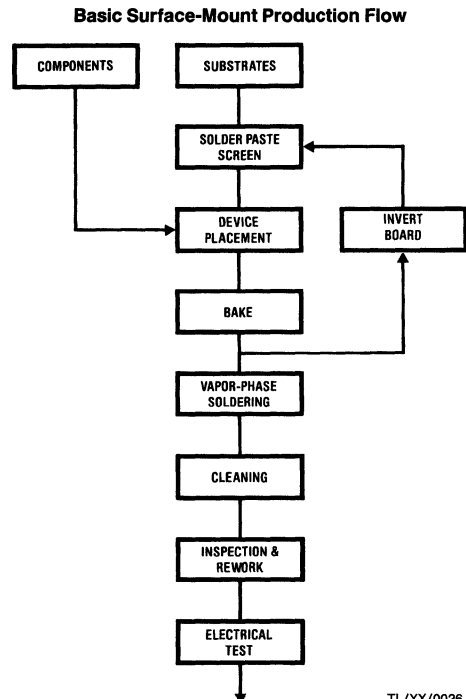 Basic Surface-Mount Production Flow
COMPONENTS
SUBSTRATES
SOLDER PASTE
SCREEN
DEVICE
PLACEMENT
INVERT
BOARD
BAKE
VAPOR-PHASE
SOLDERING
CLEANING
INSPECTION &
REWORK
ELECTRICAL
TEST